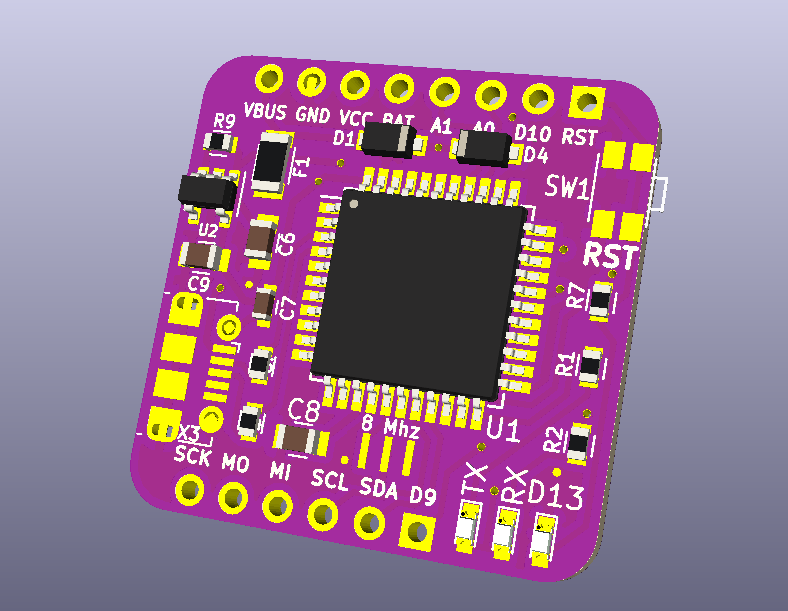 VBUS GND VCC BAT A1 A0 D10 RST
R9
D1
D4
F1
SW1
U2
C6
RST
C9
R7
C7
R1
C8
8 Mhz
U1
R2
X3
SCK MO MI SCL SDA D9
TX RX D13